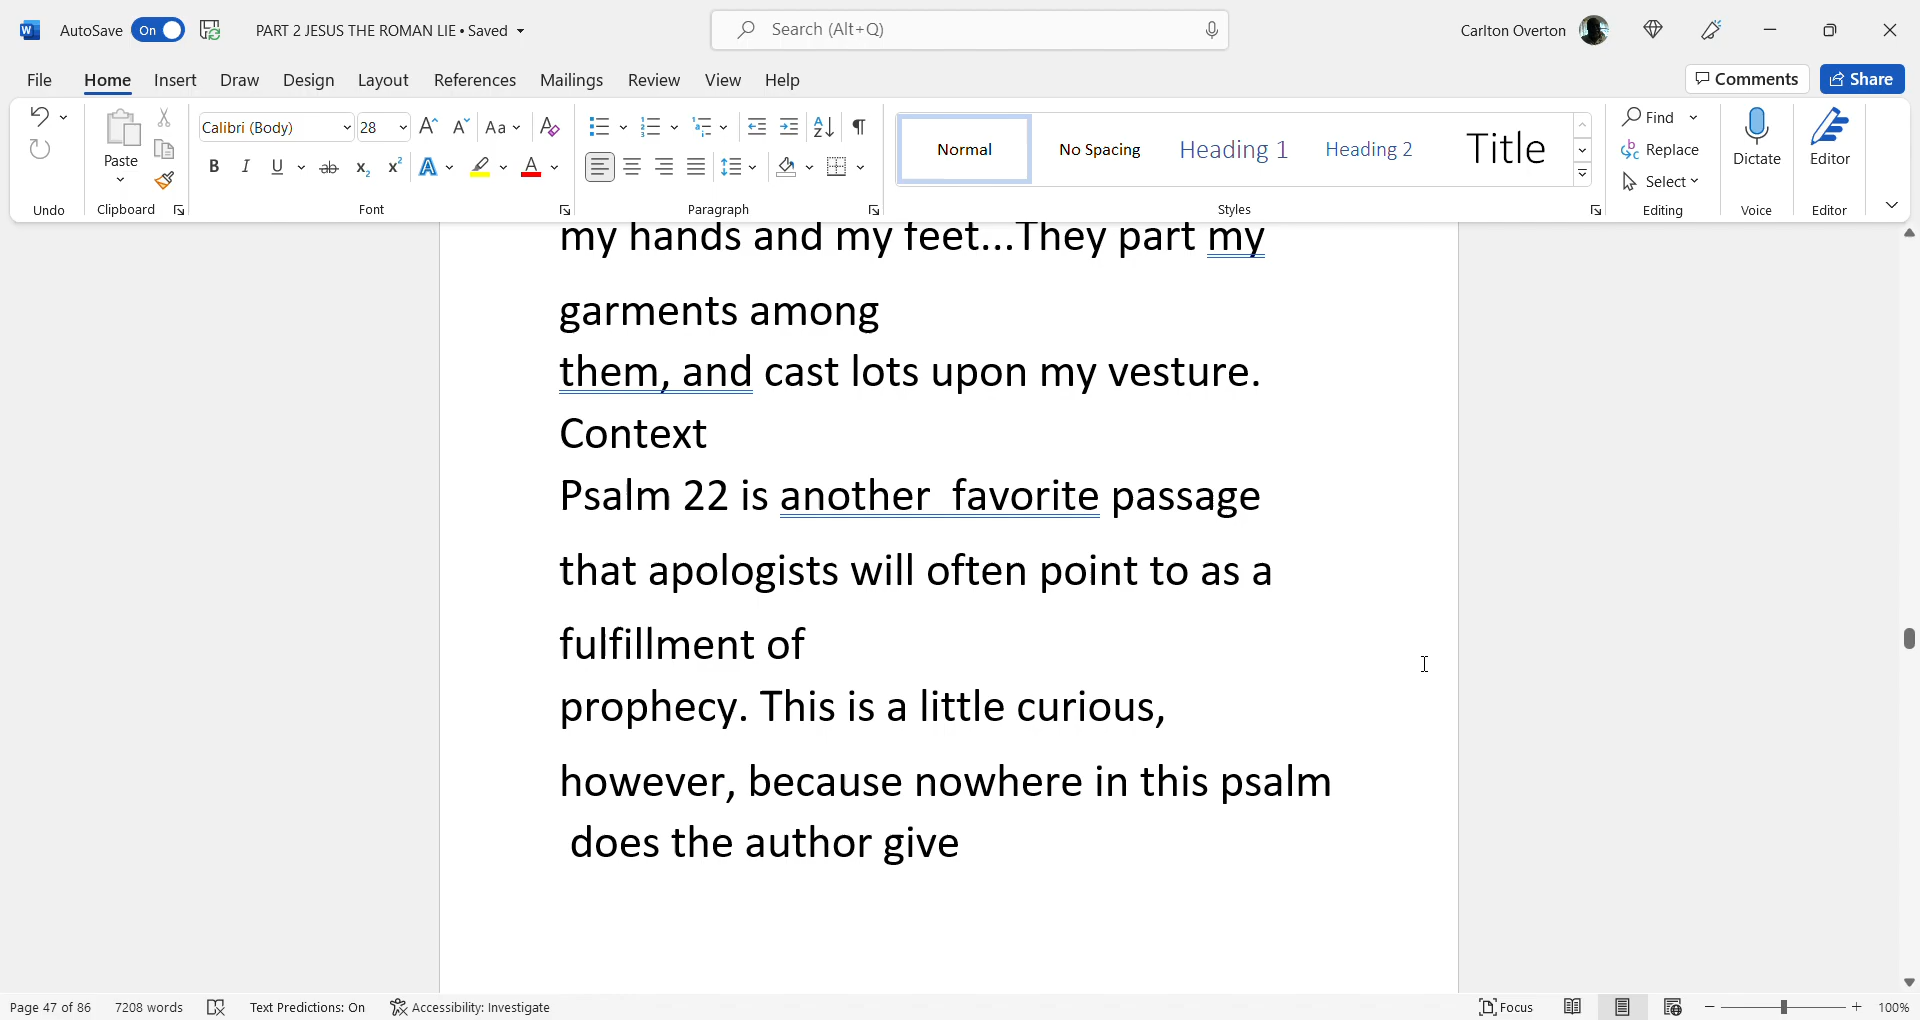 AutoSave On PART 2 JESUS THE ROMAN LIE • Saved Search (Alt+Q) Carlton Overton
File Home Insert Draw Design Layout References Mailings Review View Help Comments Share
Calibri (Body) 28 Aa
Paste
B I U ab x2 x2 A A
Normal No Spacing Heading 1 Heading 2 Title
Find
Replace
Select
Dictate Editor
Undo Clipboard Font Paragraph Styles Editing Voice Editor
my hands and my feet...They part my
garments among
them, and cast lots upon my vesture.
Context
Psalm 22 is another  favorite passage
that apologists will often point to as a
fulfillment of
prophecy. This is a little curious,
however, because nowhere in this psalm
does the author give
Page 47 of 86 7208 words Text Predictions: On Accessibility: Investigate Focus 100%